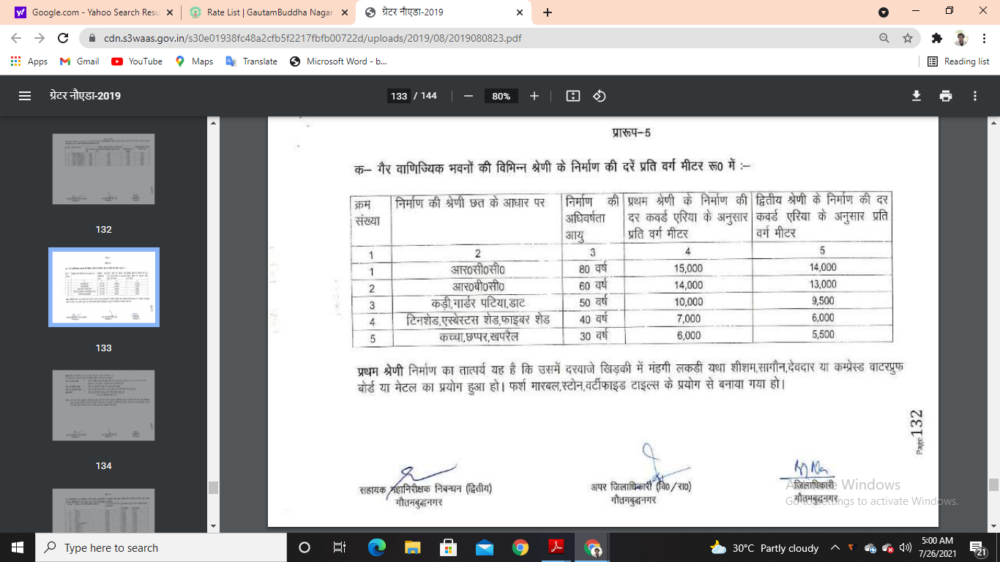 Google.com - Yahoo Search Resu
Rate List | GautamBuddha Nagar
ग्रेटर नौएडा-2019
cdn.s3waas.gov.in/s30e01938fc48a2cfb5f2217fbfb00722d/uploads/2019/08/2019080823.pdf
Apps Gmail YouTube Maps Translate Microsoft Word - b... Reading list
ग्रेटर नौएडा-2019 133 / 144 80%
132
133
134
प्रारूप-5
क– गैर वाणिज्यिक भवनों की विभिन्न श्रेणी के निर्माण की दरें प्रति वर्ग मीटर रू0 में :–
क्रम संख्या निर्माण की श्रेणी छत के आधार पर निर्माण की अधिवर्षता आयु प्रथम श्रेणी के निर्माण की दर कवर्ड एरिया के अनुसार प्रति वर्ग मीटर द्वितीय श्रेणी के निर्माण की दर कवर्ड एरिया के अनुसार प्रति वर्ग मीटर
1 2 3 4 5
1 आर0सी0सी0 80 वर्ष 15,000 14,000
2 आर0बी0सी0 60 वर्ष 14,000 13,000
3 कड़ी,गार्डर पटिया,डाट 50 वर्ष 10,000 9,500
4 टिनशेड,एस्बेस्टस शेड,फाइबर शेड 40 वर्ष 7,000 6,000
5 कच्चा,छप्पर,खपरैल 30 वर्ष 6,000 5,500
प्रथम श्रेणी निर्माण का तात्पर्य यह है कि उसमें दरवाजे खिड़की में मंहगी लकडी यथा शीशम,सागौन,देवदार या कम्प्रेस्ड वाटरप्रुफ
बोर्ड या मेटल का प्रयोग हुआ हो। फर्श मारबल,स्टोन,वर्टीफाइड टाइल्स के प्रयोग से बनाया गया हो।
Page 132
सहायक महानिरीक्षक निबन्धन (द्वितीय)
गौतमबुद्धनगर
अपर जिलाधिकारी (वि0/रा0)
गौतमबुद्धनगर
जिलाधिकारी
गौतमबुद्धनगर
Activate Windows
Go to Settings to activate Windows.
Type here to search
30°C Partly cloudy
5:00 AM
7/26/2021
21